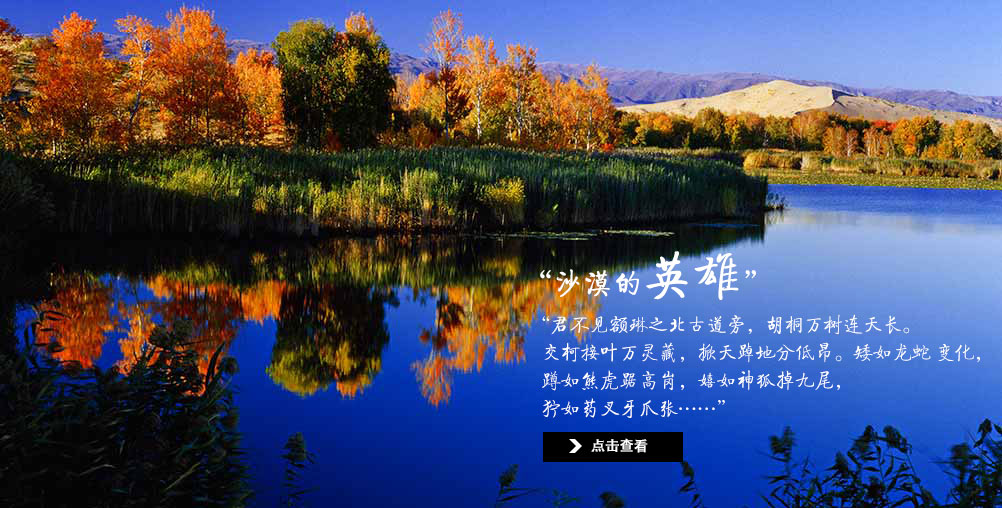 “沙漠的英雄”
“君不见额琳之北古道旁，胡桐万树连天长。
交柯接叶万灵藏，掀天踔地分低昂。矮如龙蛇 变化，
蹲如熊虎踞高岗，嬉如神狐掉九尾，
狞如药叉牙爪张……”
点击查看